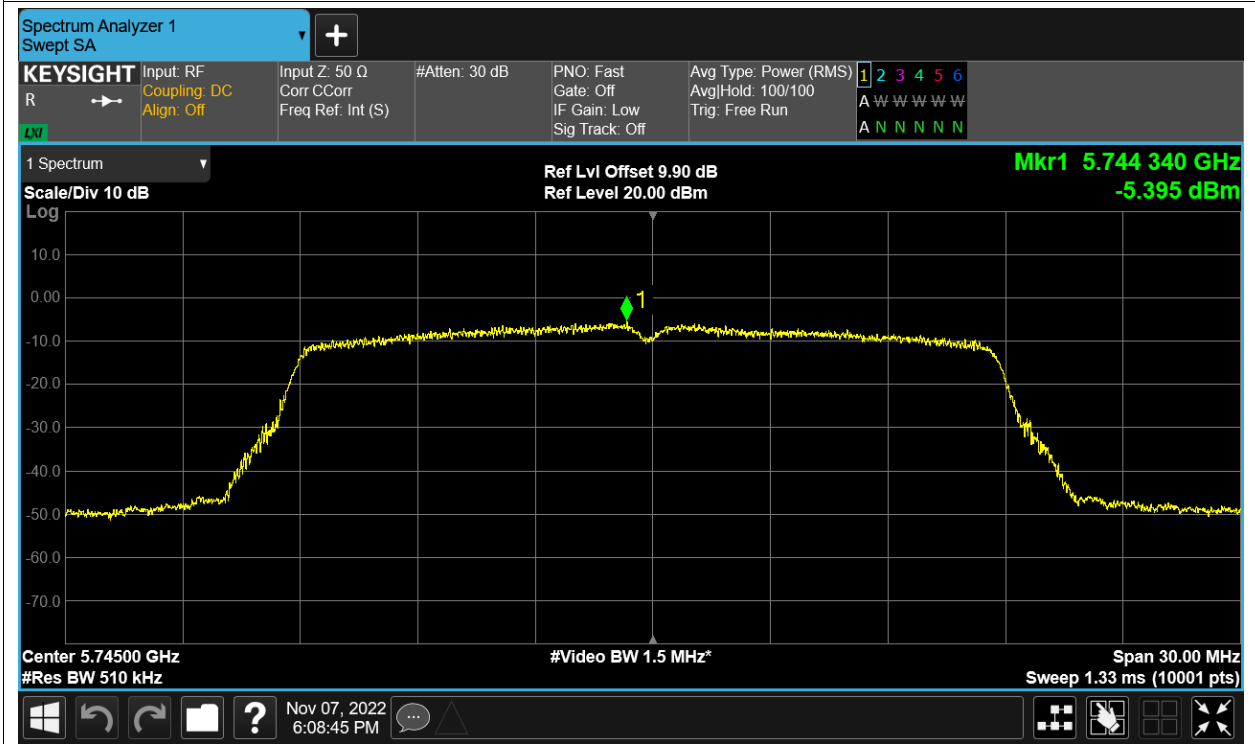 Spectrum Analyzer 1
Swept SA
KEYSIGHT
R
LXI
Input: RF
Coupling: DC
Align: Off
Input Z: 50 Ω
Corr CCorr
Freq Ref: Int (S)
#Atten: 30 dB
PNO: Fast
Gate: Off
IF Gain: Low
Sig Track: Off
Avg Type: Power (RMS)
Avg|Hold: 100/100
Trig: Free Run
1 2 3 4 5 6
A W W W W W
A N N N N N
1 Spectrum
Scale/Div 10 dB
Log
Ref Lvl Offset 9.90 dB
Ref Level 20.00 dBm
Mkr1 5.744 340 GHz
-5.395 dBm
10.0
0.00
1
-10.0
-20.0
-30.0
-40.0
-50.0
-60.0
-70.0
Center 5.74500 GHz
#Video BW 1.5 MHz*
Span 30.00 MHz
#Res BW 510 kHz
Sweep 1.33 ms (10001 pts)
?
Nov 07, 2022
6:08:45 PM